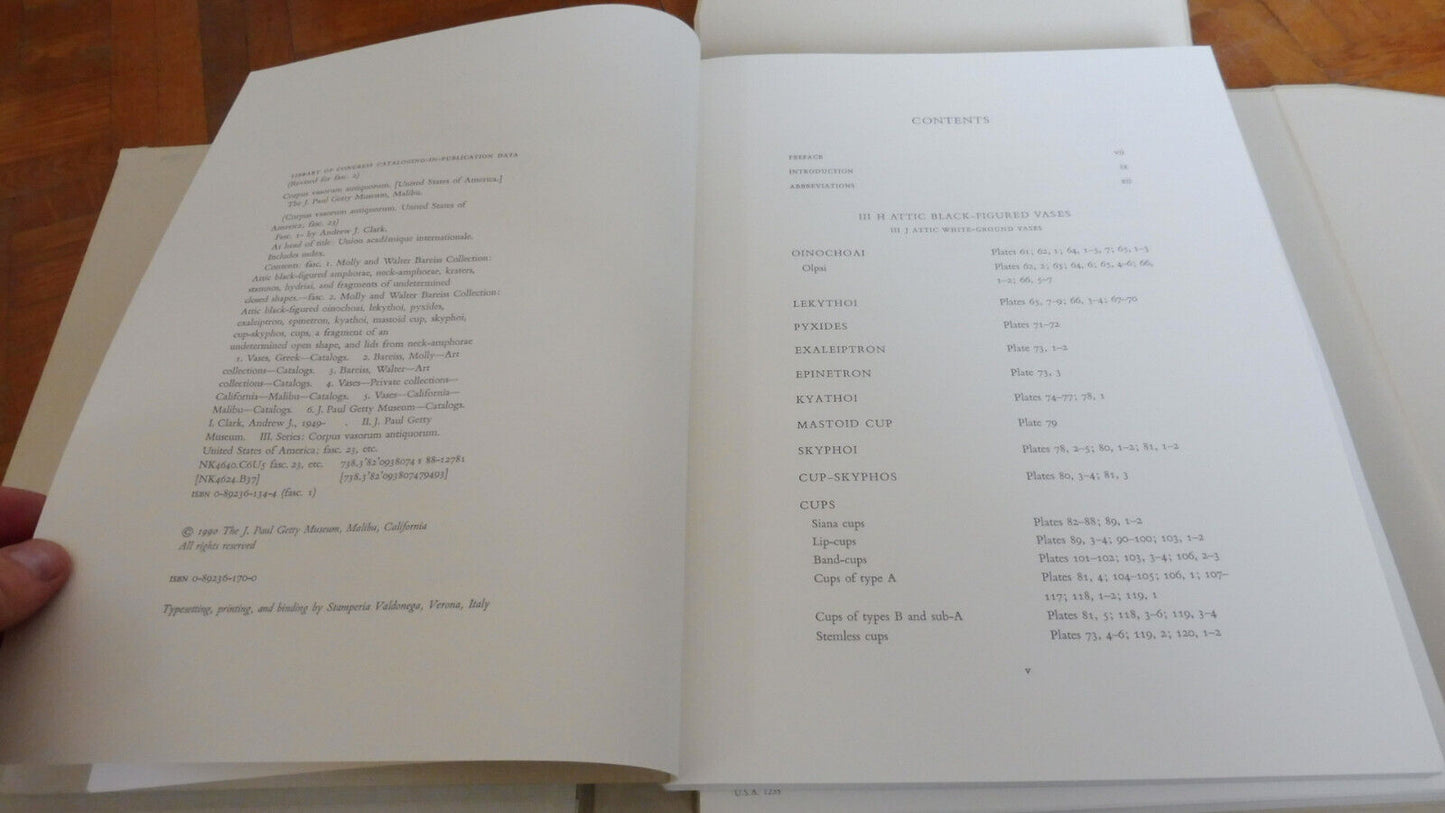 LIBRARY OF CONGRESS CATALOGING-IN-PUBLICATION DATA
(Revised for fasc. 2)
Corpus vasorum antiquorum. [United States of America.]
The J. Paul Getty Museum, Malibu.
(Corpus vasorum antiquorum. United States of
America, fasc. 23)
Fasc. 1- by Andrew J. Clark.
At head of title: Union académique internationale.
Includes index.
Contents: fasc. 1. Molly and Walter Bareiss Collection:
Attic black-figured amphorae, neck-amphorae, kraters,
stamnos, hydriai, and fragments of undetermined
closed shapes.—fasc. 2. Molly and Walter Bareiss Collection:
Attic black-figured oinochoai, lekythoi, pyxides,
exaleiptron, epinetron, kyathoi, mastoid cup, skyphoi,
cup-skyphos, cups, a fragment of an
undetermined open shape, and lids from neck-amphorae
1. Vases, Greek—Catalogs. 2. Bareiss, Molly—Art
collections—Catalogs. 3. Bareiss, Walter—Art
collections—Catalogs. 4. Vases—Private collections—
California—Malibu—Catalogs. 5. Vases—California—
Malibu—Catalogs. 6. J. Paul Getty Museum—Catalogs.
I. Clark, Andrew J., 1949- . II. J. Paul Getty
Museum. III. Series: Corpus vasorum antiquorum.
United States of America; fasc. 23, etc.
NK4640.C6U5 fasc. 23, etc. 738.3'82'0938074 s 88-12781
[NK4624.B37] [738.3'82'093807479493]
ISBN 0-89236-134-4 (fasc. 1)
© 1990 The J. Paul Getty Museum, Malibu, California
All rights reserved
ISBN 0-89236-170-0
Typesetting, printing, and binding by Stamperia Valdonega, Verona, Italy
CONTENTS
PREFACE vii
INTRODUCTION ix
ABBREVIATIONS xii
III H ATTIC BLACK-FIGURED VASES
III J ATTIC WHITE-GROUND VASES
OINOCHOAI Plates 61; 62, 1; 64, 1-5, 7; 65, 1-3
Olpai Plates 62, 2; 63; 64, 6; 65, 4-6; 66,
1-2; 66, 5-7
LEKYTHOI Plates 65, 7-9; 66, 3-4; 67-70
PYXIDES Plates 71-72
EXALEIPTRON Plate 73, 1-2
EPINETRON Plate 73, 3
KYATHOI Plates 74-77; 78, 1
MASTOID CUP Plate 79
SKYPHOI Plates 78, 2-5; 80, 1-2; 81, 1-2
CUP-SKYPHOS Plates 80, 3-4; 81, 3
CUPS
Siana cups Plates 82-88; 89, 1-2
Lip-cups Plates 89, 3-4; 90-100; 103, 1-2
Band-cups Plates 101-102; 103, 3-4; 106, 2-3
Cups of type A Plates 81, 4; 104-105; 106, 1; 107-
117; 118, 1-2; 119, 1
Cups of types B and sub-A Plates 81, 5; 118, 3-6; 119, 3-4
Stemless cups Plates 73, 4-6; 119, 2; 120, 1-2
v
U.S.A. 1235